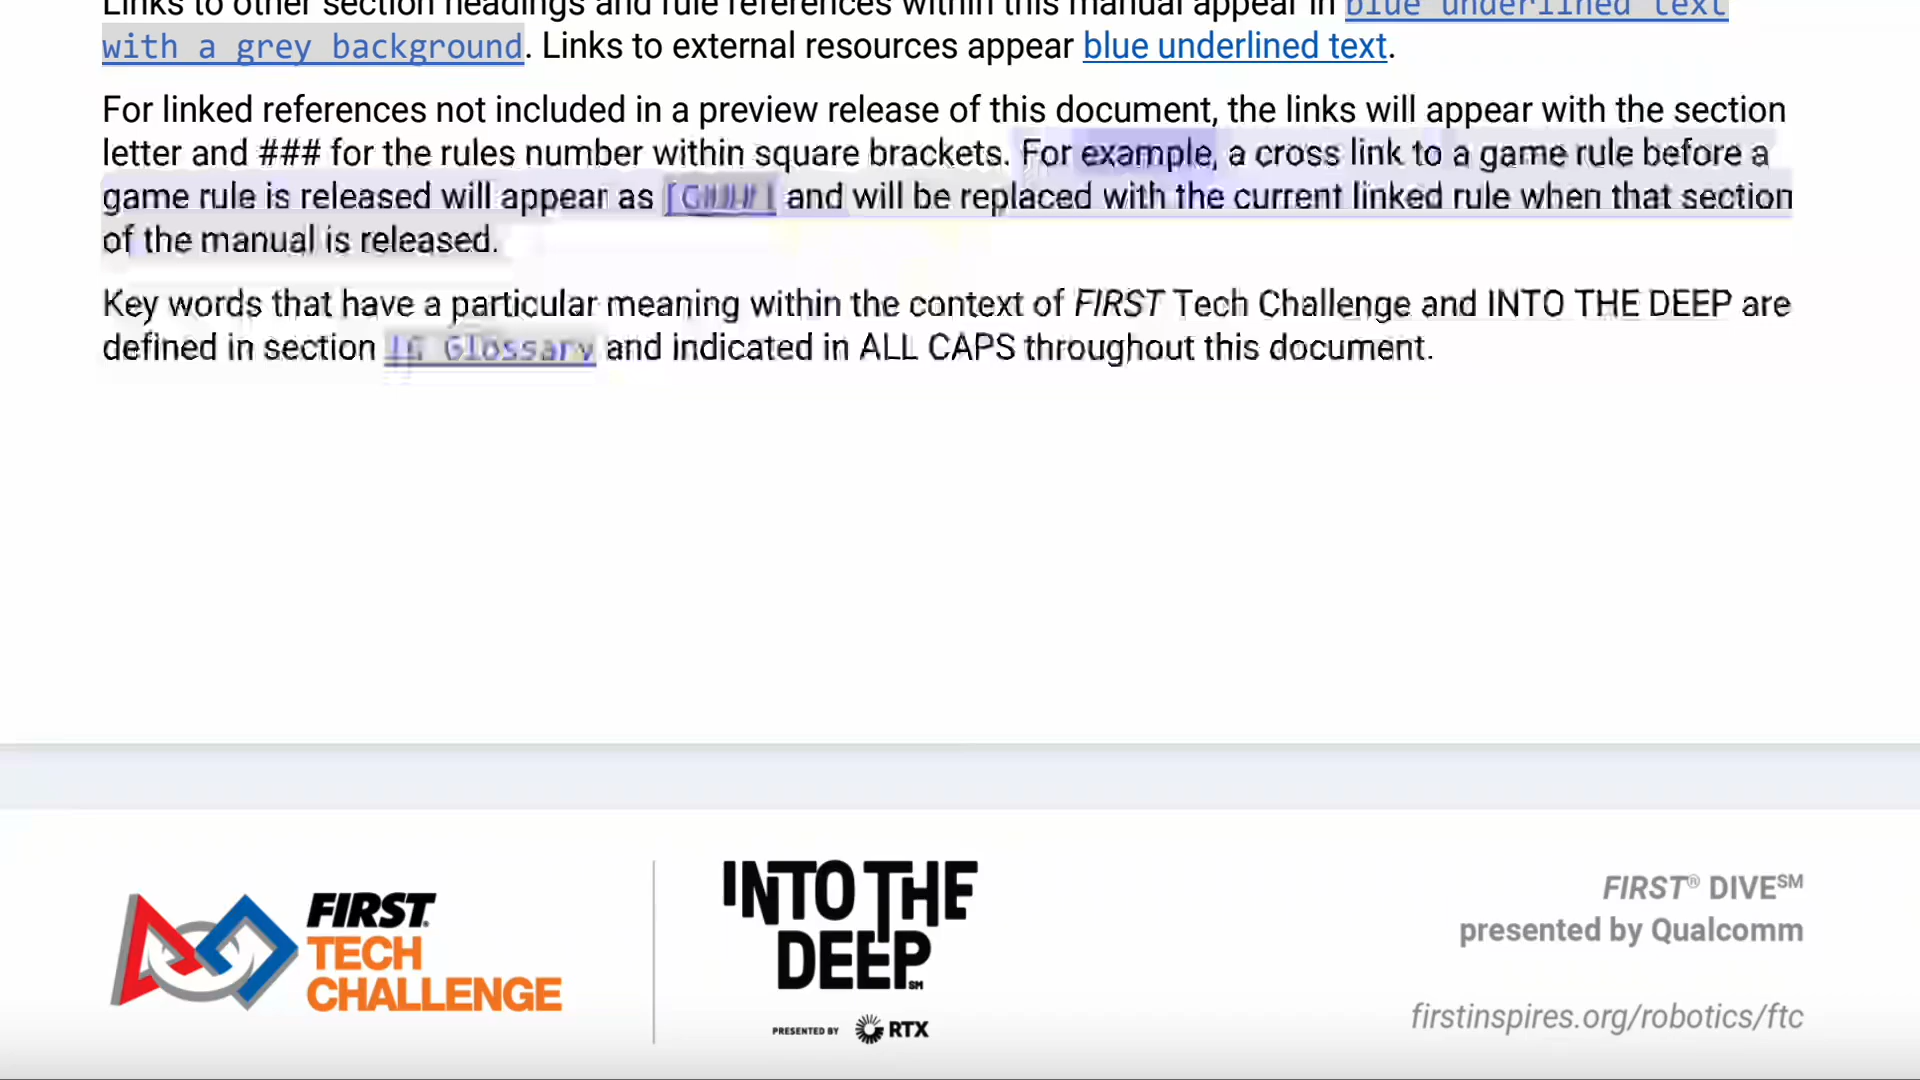 Links to other section headings and rule references within this manual appear in blue underlined text
with a grey background. Links to external resources appear blue underlined text.
For linked references not included in a preview release of this document, the links will appear with the section
letter and ### for the rules number within square brackets. For example, a cross link to a game rule before a
game rule is released will appear as and will be replaced with the current linked rule when that section
of the manual is released.
Key words that have a particular meaning within the context of FIRST Tech Challenge and INTO THE DEEP are
defined in section Glossary and indicated in ALL CAPS throughout this document.
FIRST®
TECH
CHALLENGE
INTO THE
DEEP℠
PRESENTED BY RTX
FIRST® DIVE℠
presented by Qualcomm
firstinspires.org/robotics/ftc